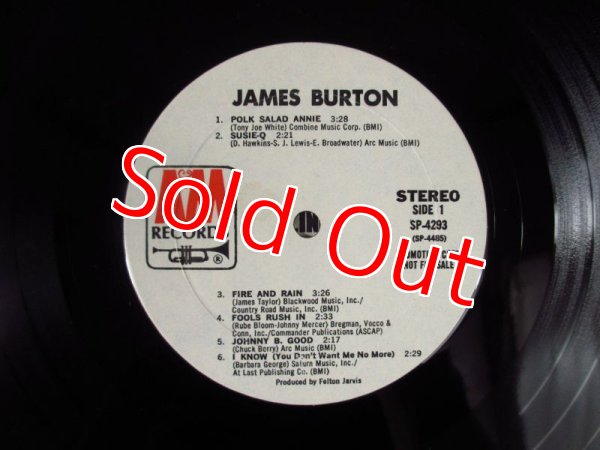 JAMES BURTON
1. POLK SALAD ANNIE 3:28
(Tony Joe White) Combine Music Corp. (BMI)
2. SUSIE-Q 2:21
(D. Hawkins-S. J. Lewis-E. Broadwater) Arc Music (BMI)
Sold Out
RECORDS
®
STEREO
SIDE 1
SP-4293
(SP-4485)
NOT FOR SALE
3. FIRE AND RAIN 3:26
(James Taylor) Blackwood Music, Inc./
Country Road Music, Inc. (BMI)
4. FOOLS RUSH IN 2:33
(Rube Bloom-Johnny Mercer) Bregman, Vocco &
Conn, Inc./Commander Publications (ASCAP)
5. JOHNNY B. GOOD 2:17
(Chuck Berry) Arc Music (BMI)
6. I KNOW (You Don't Want Me No More) 2:29
(Barbara George) Saturn Music, Inc./
At Last Publishing Co. (BMI)
Produced by Felton Jarvis